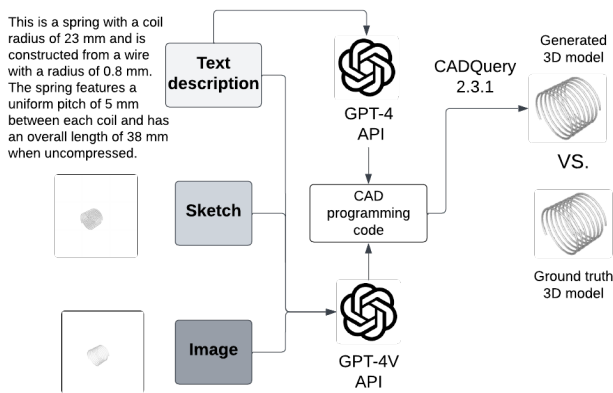 This is a spring with a coil
radius of 23 mm and is
constructed from a wire
with a radius of 0.8 mm.
The spring features a
uniform pitch of 5 mm
between each coil and has
an overall length of 38 mm
when uncompressed.
Text
description
Sketch
Image
GPT-4
API
CAD
programming
code
GPT-4V
API
CADQuery
2.3.1
Generated
3D model
VS.
Ground truth
3D model